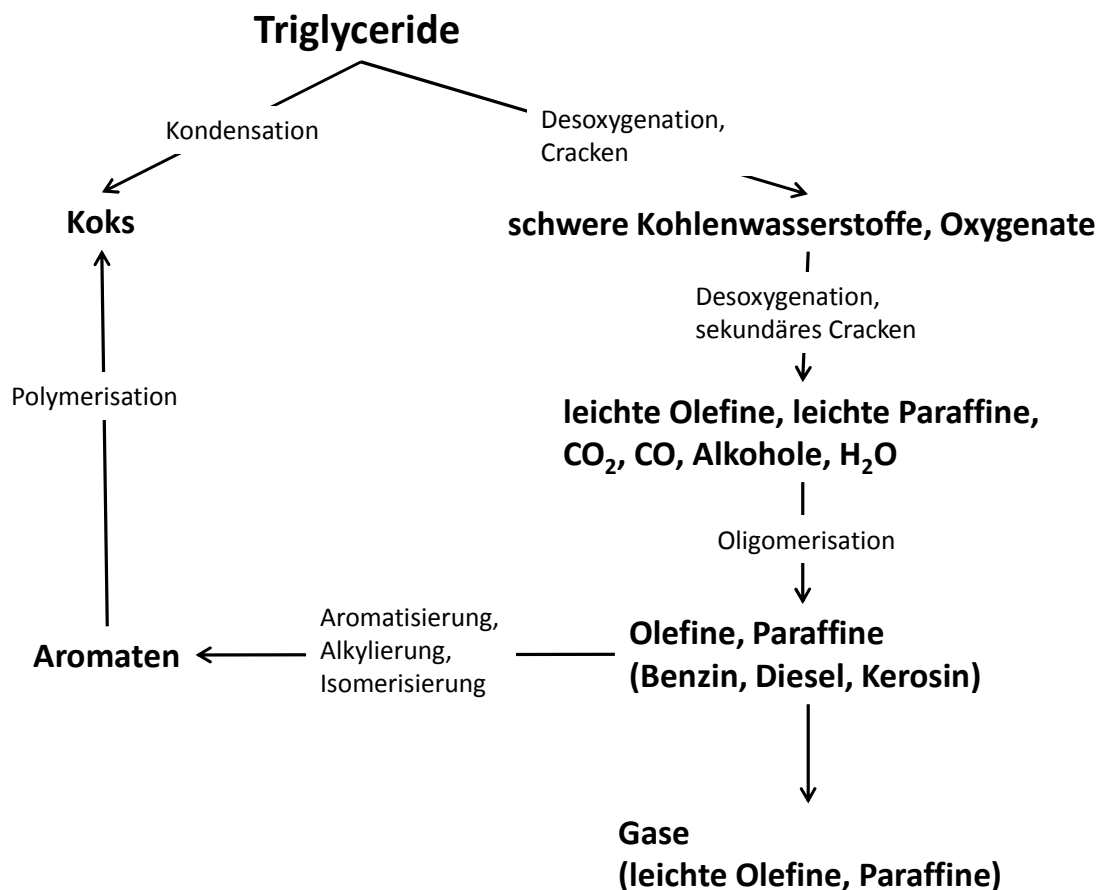 Triglyceride
Kondensation
Desoxygenation,
Cracken
Koks
schwere Kohlenwasserstoffe, Oxygenate
Desoxygenation,
sekundäres Cracken
Polymerisation
leichte Olefine, leichte Paraffine,
CO₂, CO, Alkohole, H₂O
Oligomerisation
Aromaten
Aromatisierung,
Alkylierung,
Isomerisierung
Olefine, Paraffine
(Benzin, Diesel, Kerosin)
Gase
(leichte Olefine, Paraffine)